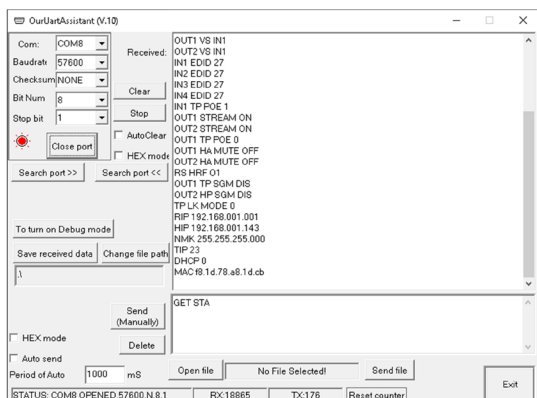 OurUartAssistant (V.10)
Com: COM8
Received:
Baudrate 57600
Checksum NONE
Bit Num 8
Stop bit 1
Clear
Stop
AutoClear
HEX mode
Close port
Search port >>
Search port <<
To turn on Debug mode
Save received data
Change file path
.\
OUT1 VS IN1
OUT2 VS IN1
IN1 EDID 27
IN2 EDID 27
IN3 EDID 27
IN4 EDID 27
IN1 TP POE 1
OUT1 STREAM ON
OUT2 STREAM ON
OUT1 TP POE 0
OUT1 HA MUTE OFF
OUT2 HA MUTE OFF
RS HRF O1
OUT1 TP SGM DIS
OUT2 HP SGM DIS
TP LK MODE 0
RIP 192.168.001.001
HIP 192.168.001.143
NMK 255.255.255.000
TIP 23
DHCP 0
MAC f8.1d.78.a8.1d.cb
Send
(Manually)
GET STA
HEX mode
Delete
Auto send
Period of Auto 1000 mS
Open file
No File Selected!
Send file
Exit
STATUS: COM8 OPENED 57600,N,8,1
RX:18865
TX:176
Reset counter